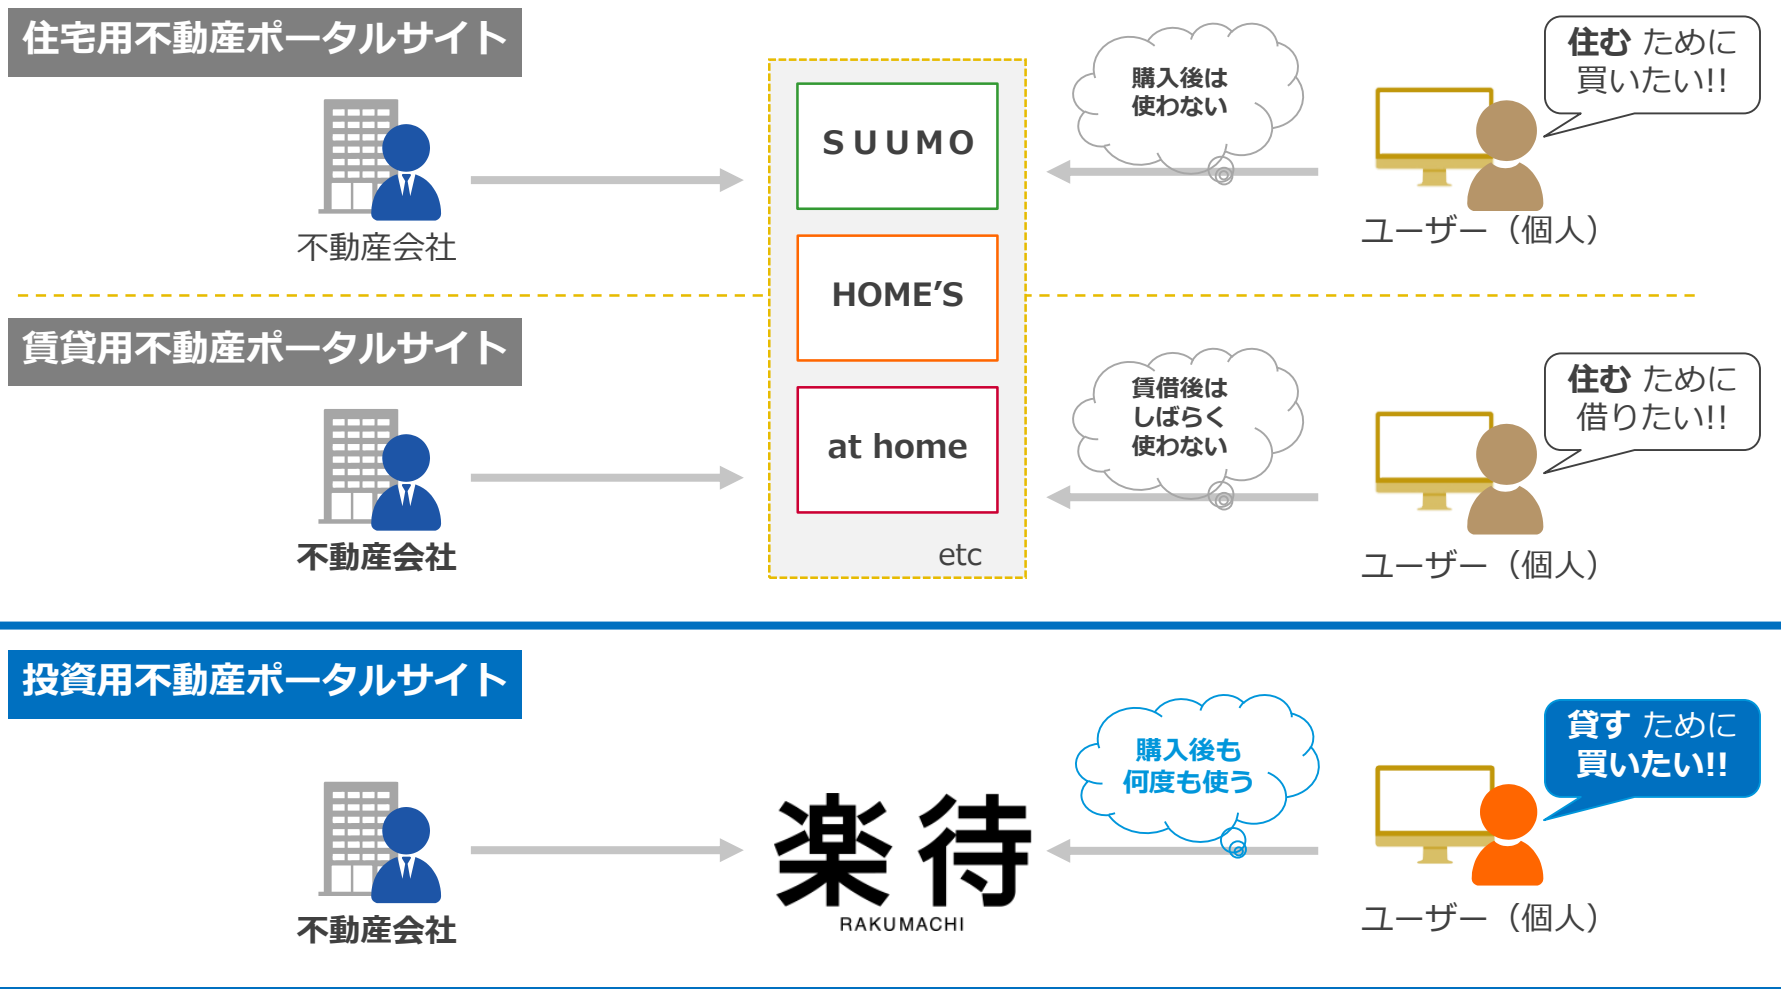 住宅用不動産ポータルサイト
不動産会社
SUUMO
購入後は
使わない
住む ために
買いたい!!
ユーザー（個人）
HOME’S
賃貸用不動産ポータルサイト
不動産会社
at home
etc
賃借後は
しばらく
使わない
住む ために
借りたい!!
ユーザー（個人）
投資用不動産ポータルサイト
不動産会社
楽待
RAKUMACHI
購入後も
何度も使う
貸す ために
買いたい!!
ユーザー（個人）